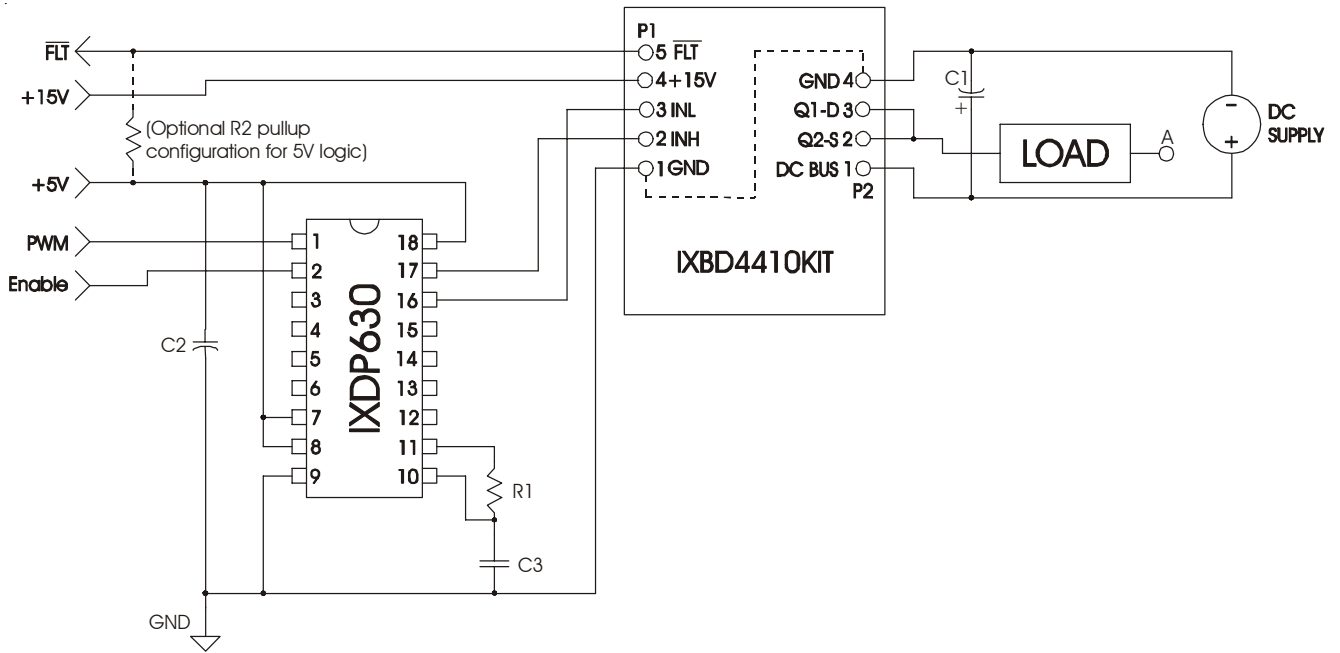 P1
FLT
5 FLT
+15V
4 +15V
GND 4
C1
+
3 INL
Q1-D 3
(Optional R2 pullup
configuration for 5V logic)
2 INH
Q2-S 2
LOAD
A
-
+
DC
SUPPLY
+5V
1 GND
DC BUS 1
P2
PWM
Enable
IXBD4410KIT
IXDP630
1
18
2
17
3
16
4
15
5
14
6
13
7
12
8
11
9
10
C2
R1
C3
GND